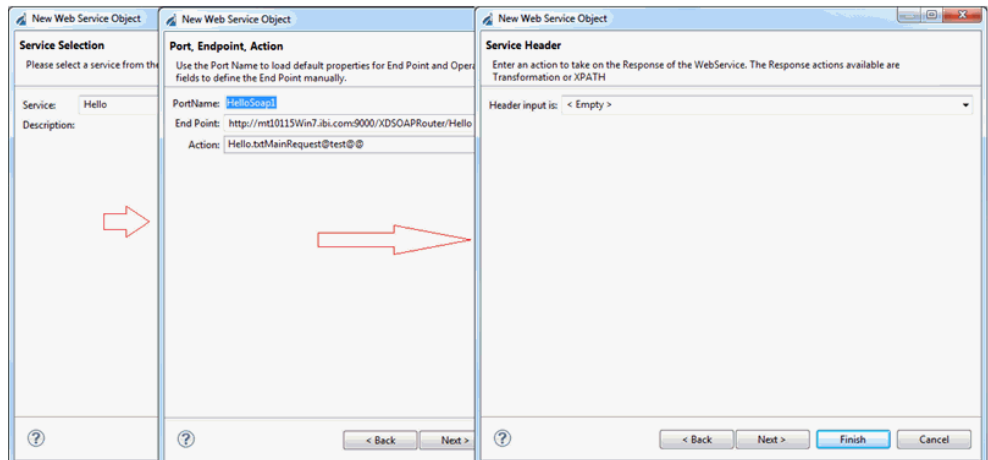 New Web Service Object
Service Selection
Please select a service from the
Service: Hello
Description:
New Web Service Object
Port, Endpoint, Action
Use the Port Name to load default properties for End Point and Opera
fields to define the End Point manually.
PortName: HelloSoap1
End Point: http://mt10115Win7.ibi.com:9000/XDSOAPRouter/Hello
Action: Hello.txtMainRequest@test@@
< Back Next >
New Web Service Object
Service Header
Enter an action to take on the Response of the WebService. The Response actions available are
Transformation or XPATH
Header input is: < Empty >
< Back Next > Finish Cancel